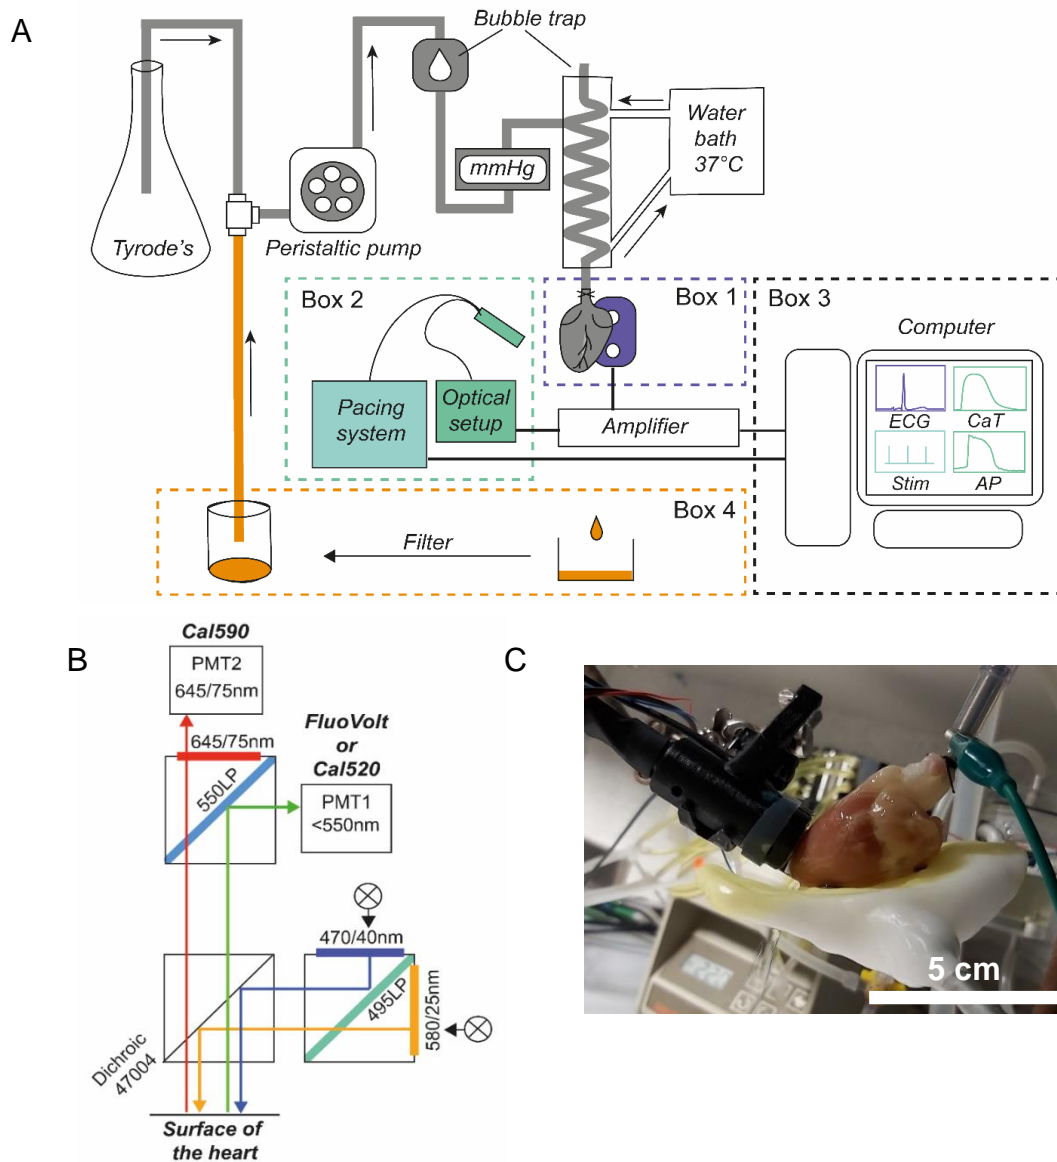 A
Bubble trap
Water
bath
37°C
mmHg
Tyrode's
Peristaltic pump
Box 2
Box 1
Box 3
Computer
Pacing
system
Optical
setup
Amplifier
ECG
CaT
Stim
AP
Box 4
Filter
B
Cal590
PMT2
645/75nm
645/75nm
550LP
FluoVolt
or
Cal520
PMT1
<550nm
470/40nm
495LP
580/25nm
Dichroic
47004
Surface of
the heart
C
5 cm